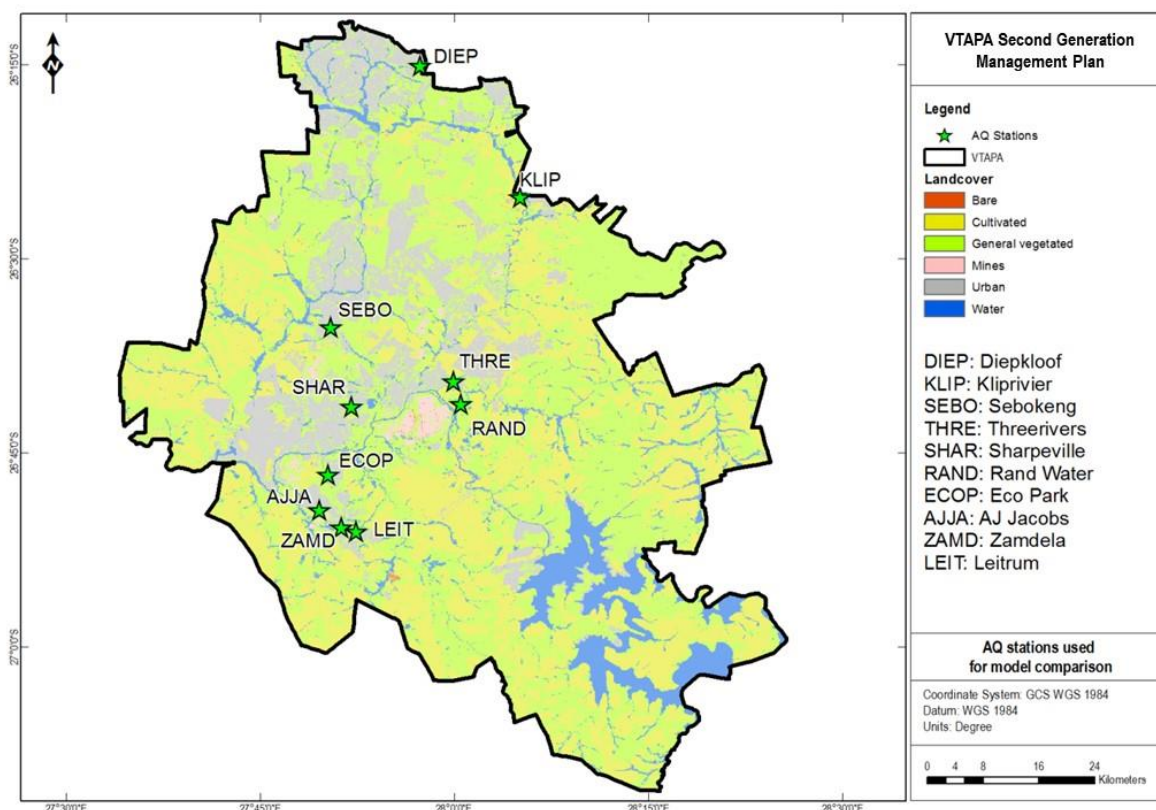 VTAPA Second Generation
Management Plan
Legend
AQ Stations
VTAPA
Landcover
Bare
Cultivated
General vegetated
Mines
Urban
Water
DIEP: Diepkloof
KLIP: Kliprivier
SEBO: Sebokeng
THRE: Threerivers
SHAR: Sharpeville
RAND: Rand Water
ECOP: Eco Park
AJJA: AJ Jacobs
ZAMD: Zamdela
LEIT: Leitrum
AQ stations used
for model comparison
Coordinate System: GCS WGS 1984
Datum: WGS 1984
Units: Degree
0 4 8 16 24
Kilometers
N
DIEP
KLIP
SEBO
THRE
SHAR
RAND
ECOP
AJJA
ZAMD
LEIT
26°15'S
26°30'S
26°45'S
27°0'S
27°30'0"E
27°45'0"E
28°0'0"E
28°15'0"E
28°30'0"E